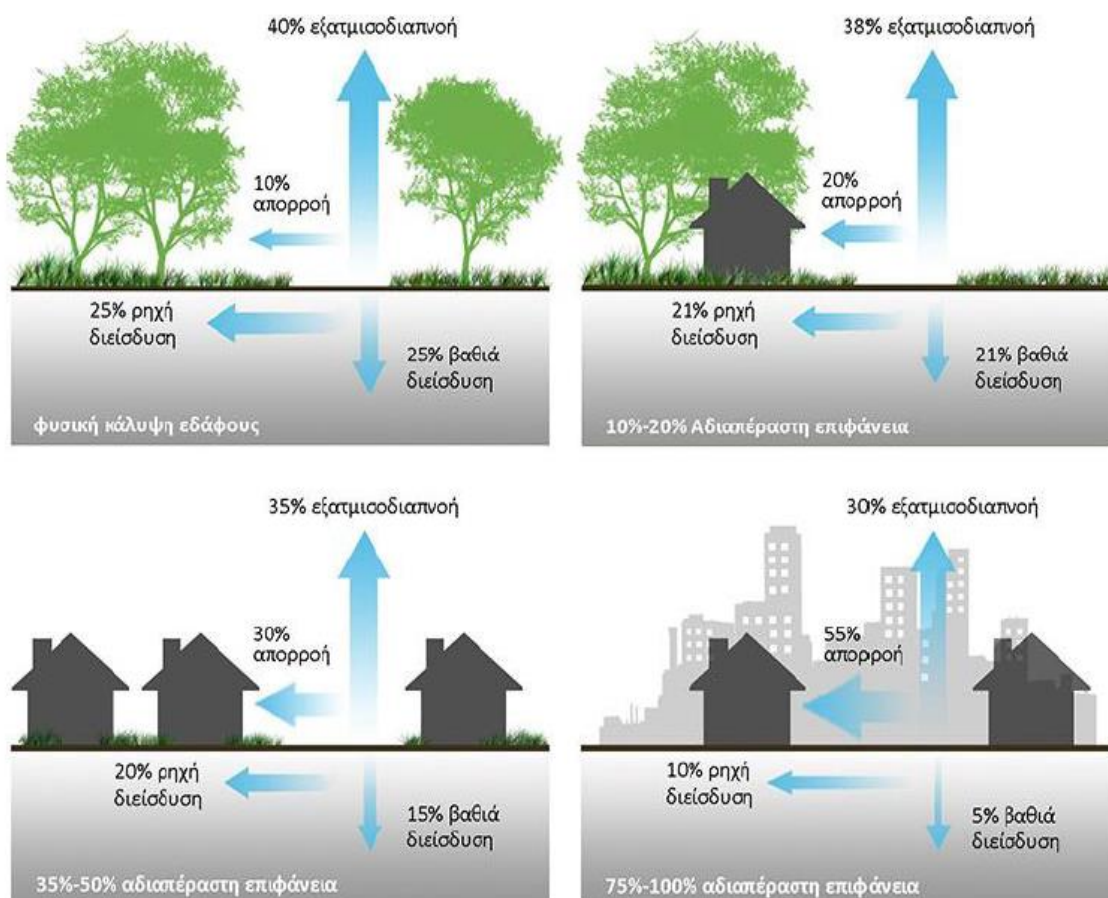 40% εξατμισοδιαπνοή
10%
απορροή
25% ρηχή
διείσδυση
25% βαθιά
διείσδυση
φυσική κάλυψη εδάφους
38% εξατμισοδιαπνοή
20%
απορροή
21% ρηχή
διείσδυση
21% βαθιά
διείσδυση
10%-20% Αδιαπέραστη επιφάνεια
35% εξατμισοδιαπνοή
30%
απορροή
20% ρηχή
διείσδυση
15% βαθιά
διείσδυση
35%-50% αδιαπέραστη επιφάνεια
30% εξατμισοδιαπνοή
55%
απορροή
10% ρηχή
διείσδυση
5% βαθιά
διείσδυση
75%-100% αδιαπέραστη επιφάνεια